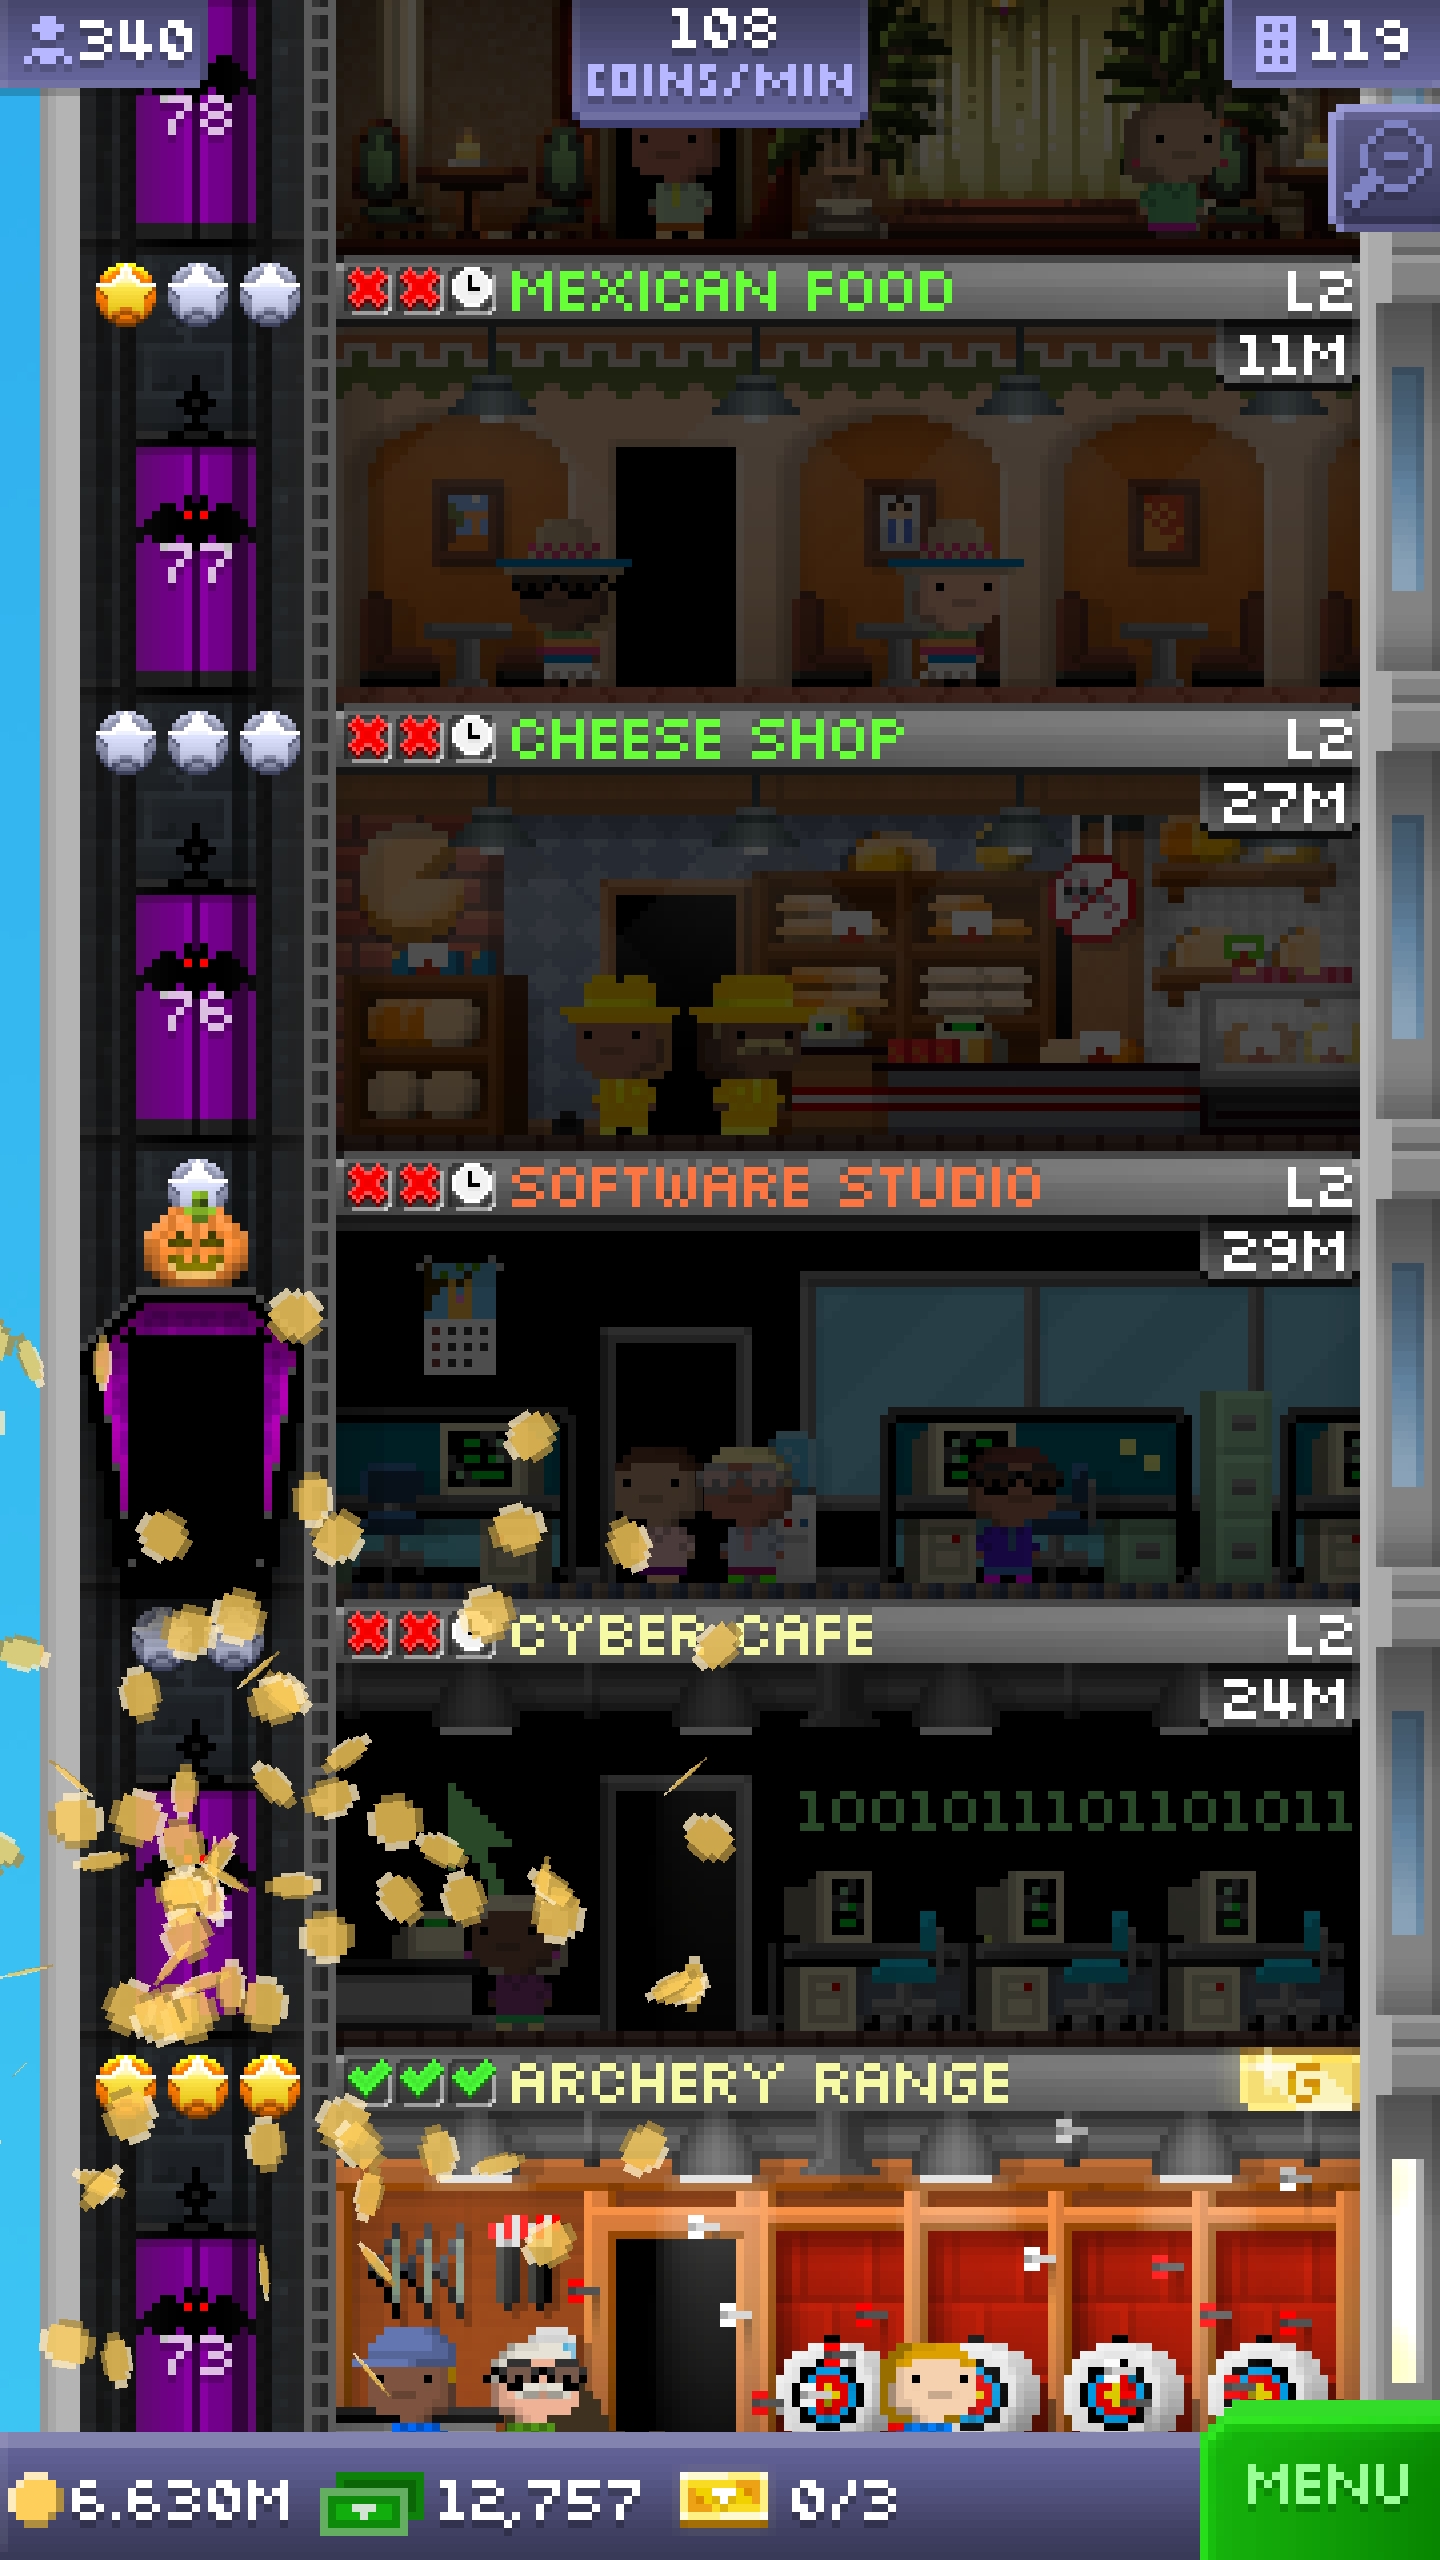 340
108
COINS/MIN
119
78
MEXICAN FOOD L2
11M
77
CHEESE SHOP L2
27M
76
SOFTWARE STUDIO L2
29M
CYBER CAFE L2
24M
1001011101101011
ARCHERY RANGE G
73
6.630M 12,757 0/3 MENU